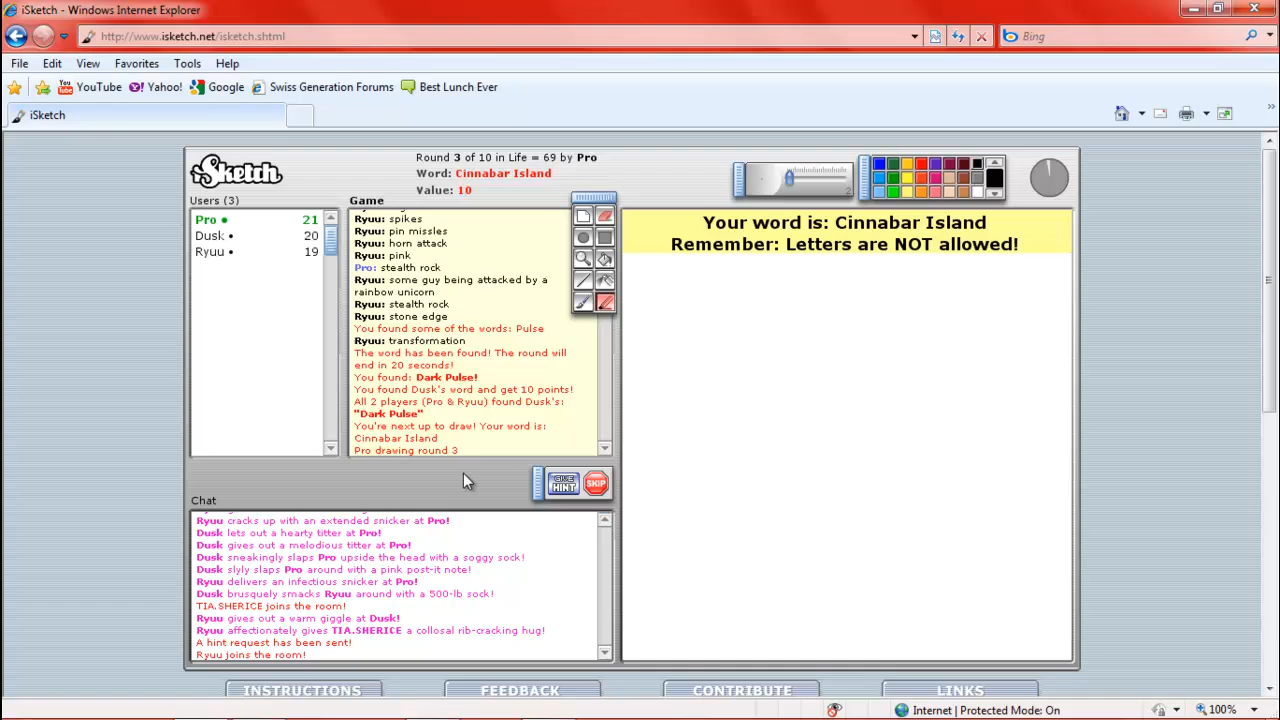 iSketch - Windows Internet Explorer
http://www.isketch.net/isketch.shtml
Bing
File Edit View Favorites Tools Help
YouTube Yahoo! Google Swiss Generation Forums Best Lunch Ever
iSketch
iSketch
Round 3 of 10 in Life = 69 by Pro
Word: Cinnabar Island
Value: 10
2
Users (3)
Pro 21
Dusk 20
Ryuu 19
Game
Ryuu: spikes
Ryuu: pin missles
Ryuu: horn attack
Ryuu: pink
Pro: stealth rock
Ryuu: some guy being attacked by a
rainbow unicorn
Ryuu: stealth rock
Ryuu: stone edge
You found some of the words: Pulse
Ryuu: transformation
The word has been found! The round will
end in 20 seconds!
You found: Dark Pulse!
You found Dusk's word and get 10 points!
All 2 players (Pro & Ryuu) found Dusk's:
"Dark Pulse"
You're next up to draw! Your word is:
Cinnabar Island
Pro drawing round 3
Your word is: Cinnabar Island
Remember: Letters are NOT allowed!
GIVE HINT
SKIP
Chat
Ryuu cracks up with an extended snicker at Pro!
Dusk lets out a hearty titter at Pro!
Dusk gives out a melodious titter at Pro!
Dusk sneakingly slaps Pro upside the head with a soggy sock!
Dusk slyly slaps Pro around with a pink post-it note!
Ryuu delivers an infectious snicker at Pro!
Dusk brusquely smacks Ryuu around with a 500-lb sock!
TIA.SHERICE joins the room!
Ryuu gives out a warm giggle at Dusk!
Ryuu affectionately gives TIA.SHERICE a collosal rib-cracking hug!
A hint request has been sent!
Ryuu joins the room!
INSTRUCTIONS FEEDBACK CONTRIBUTE LINKS
Internet | Protected Mode: On
100%